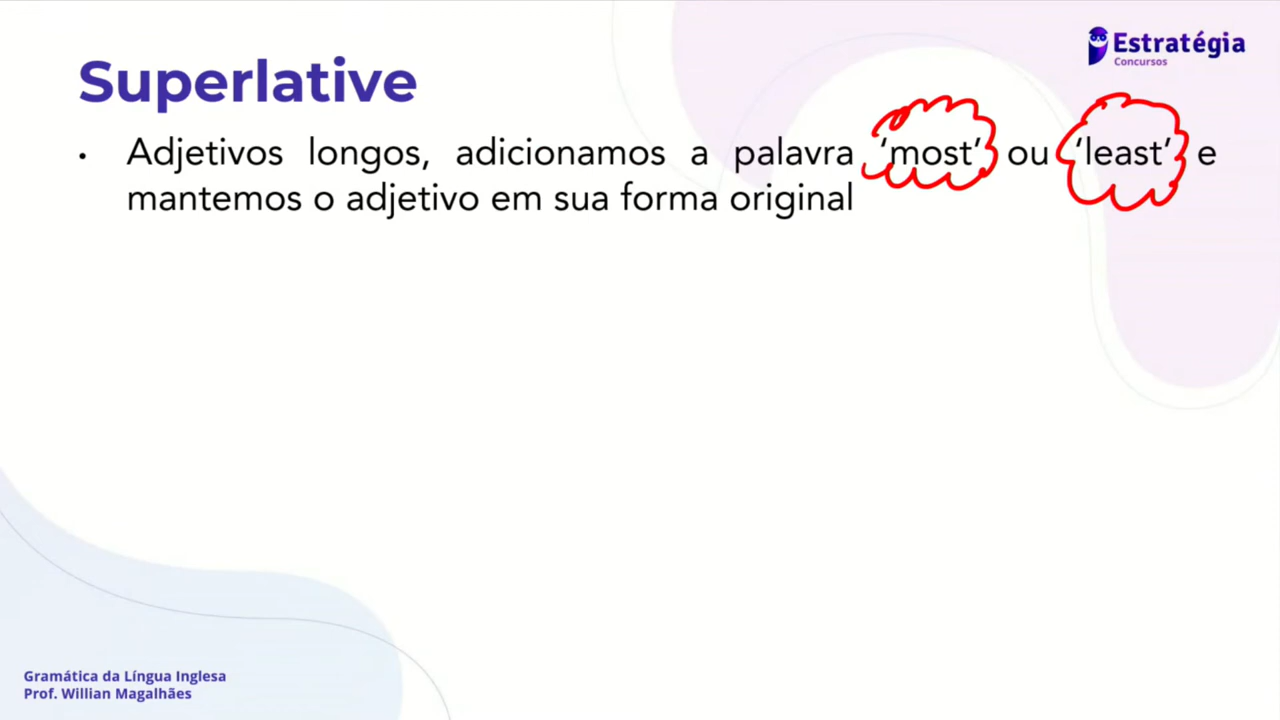 Estratégia
Concursos
Superlative
• Adjetivos longos, adicionamos a palavra ‘most’ ou ‘least’ e
mantemos o adjetivo em sua forma original
Gramática da Língua Inglesa
Prof. Willian Magalhães